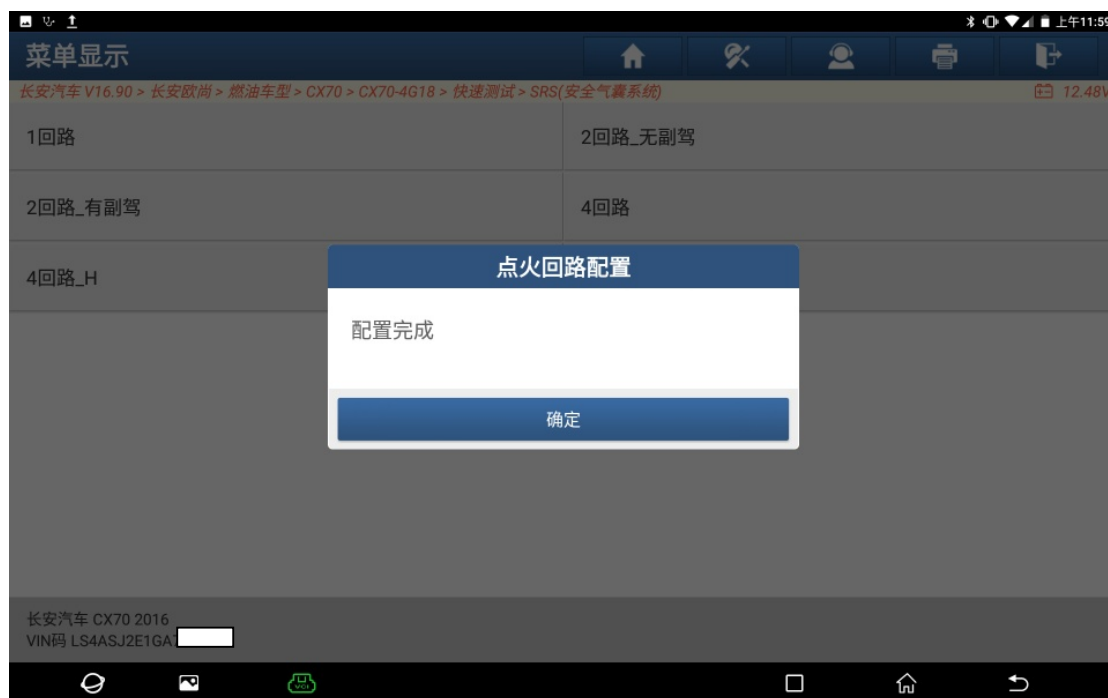 上午11:59
菜单显示
长安汽车 V16.90 > 长安欧尚 > 燃油车型 > CX70 > CX70-4G18 > 快速测试 > SRS(安全气囊系统)
12.48V
1回路
2回路_无副驾
2回路_有副驾
4回路
4回路_H
点火回路配置
配置完成
确定
长安汽车 CX70 2016
VIN码 LS4ASJ2E1GA
VCI